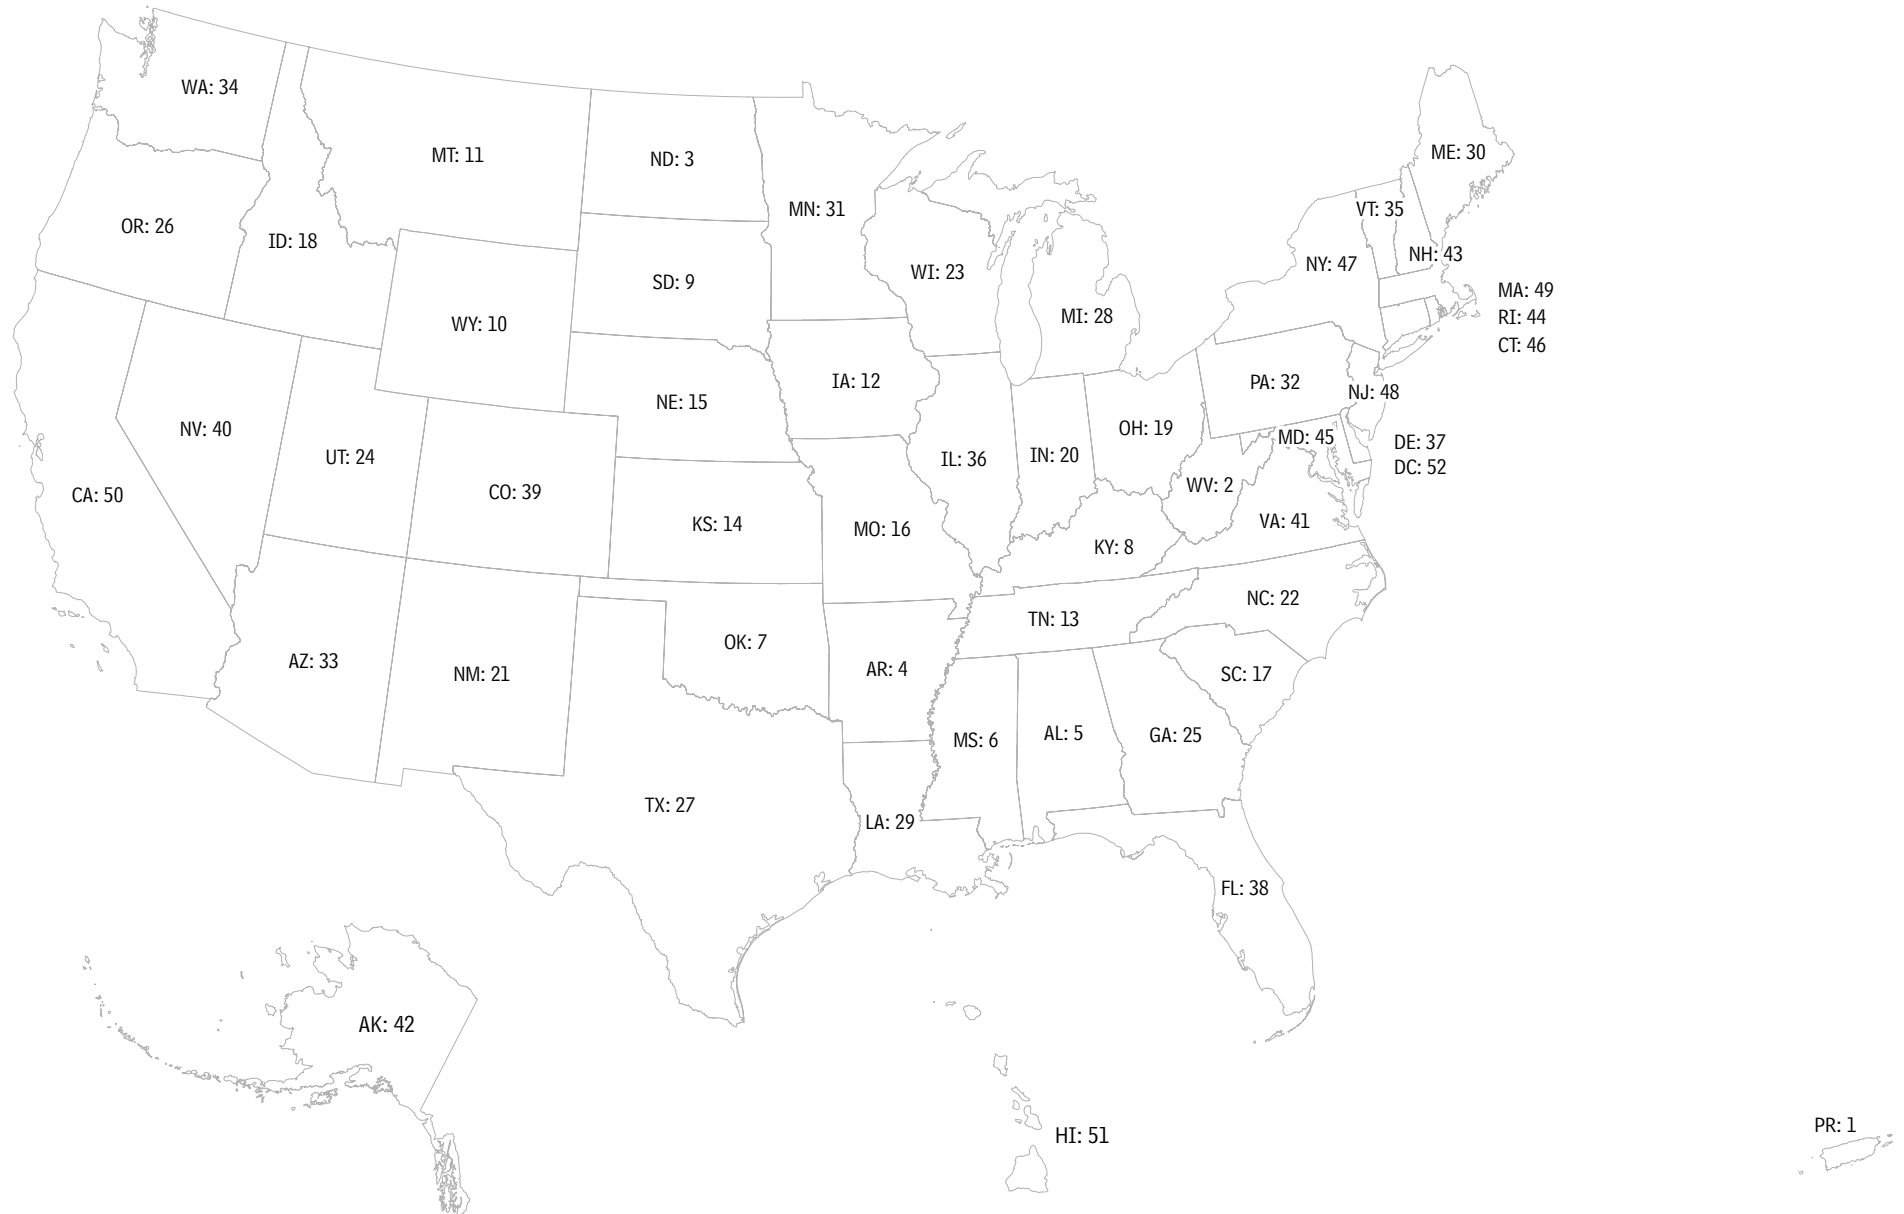 WA: 34
MT: 11
ND: 3
ME: 30
MN: 31
VT: 35
OR: 26
ID: 18
NH: 43
NY: 47
WI: 23
SD: 9
MA: 49
MI: 28
RI: 44
WY: 10
CT: 46
IA: 12
PA: 32
NJ: 48
NE: 15
NV: 40
OH: 19
MD: 45
DE: 37
UT: 24
IN: 20
IL: 36
DC: 52
WV: 2
CO: 39
CA: 50
KS: 14
VA: 41
MO: 16
KY: 8
NC: 22
TN: 13
OK: 7
AZ: 33
AR: 4
NM: 21
SC: 17
MS: 6
AL: 5
GA: 25
TX: 27
LA: 29
FL: 38
AK: 42
PR: 1
HI: 51